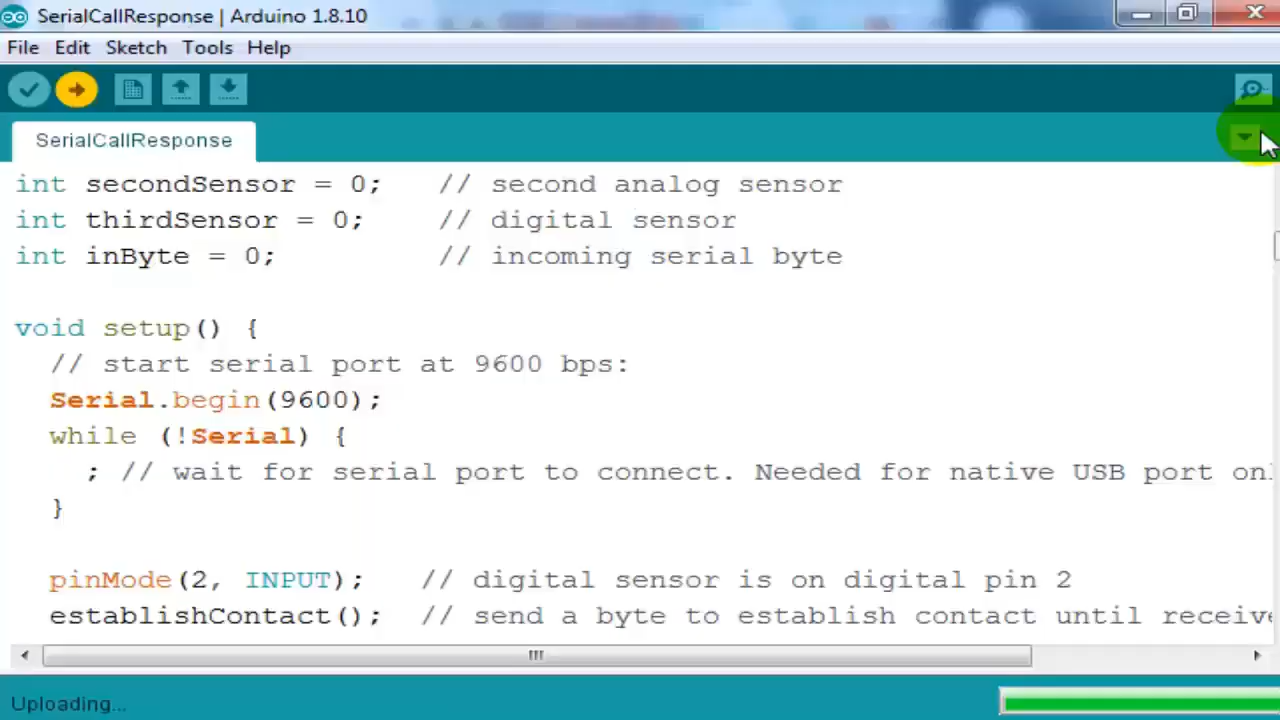 SerialCallResponse | Arduino 1.8.10
File Edit Sketch Tools Help
SerialCallResponse
int secondSensor = 0;   // second analog sensor
int thirdSensor = 0;    // digital sensor
int inByte = 0;         // incoming serial byte
void setup() {
  // start serial port at 9600 bps:
  Serial.begin(9600);
  while (!Serial) {
    ; // wait for serial port to connect. Needed for native USB port onl
  }
  pinMode(2, INPUT);   // digital sensor is on digital pin 2
  establishContact();  // send a byte to establish contact until receive
Uploading...